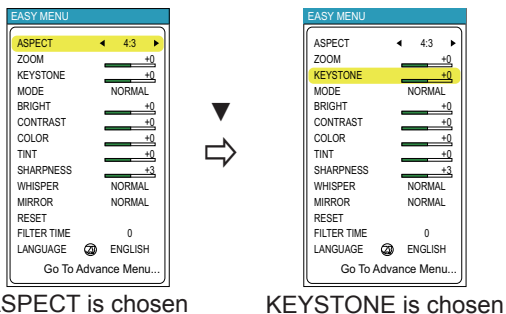 EASY MENU
ASPECT 4:3
ZOOM +0
KEYSTONE +0
MODE NORMAL
BRIGHT +0
CONTRAST +0
COLOR +0
TINT +0
SHARPNESS +3
WHISPER NORMAL
MIRROR NORMAL
RESET
FILTER TIME 0
LANGUAGE ENGLISH
Go To Advance Menu...
SPECT is chosen
EASY MENU
ASPECT 4:3
ZOOM +0
KEYSTONE +0
MODE NORMAL
BRIGHT +0
CONTRAST +0
COLOR +0
TINT +0
SHARPNESS +3
WHISPER NORMAL
MIRROR NORMAL
RESET
FILTER TIME 0
LANGUAGE ENGLISH
Go To Advance Menu...
KEYSTONE is chosen